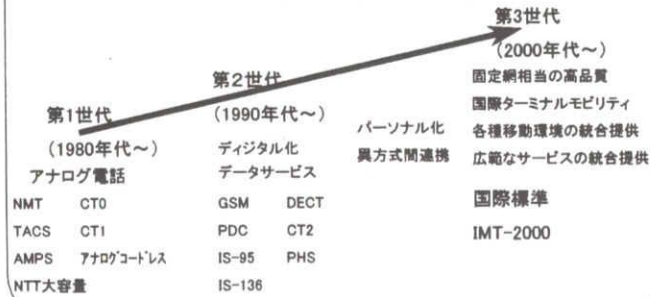 第3世代
(2000年代～)
固定網相当の高品質
国際ターミナルモビリティ
各種移動環境の統合提供
広範なサービスの統合提供
国際標準
IMT-2000
第2世代
(1990年代～)
ディジタル化
データサービス
パーソナル化
異方式間連携
GSM DECT
PDC CT2
IS-95 PHS
IS-136
第1世代
(1980年代～)
アナログ電話
NMT CT0
TACS CT1
AMPS アナログコードレス
NTT大容量